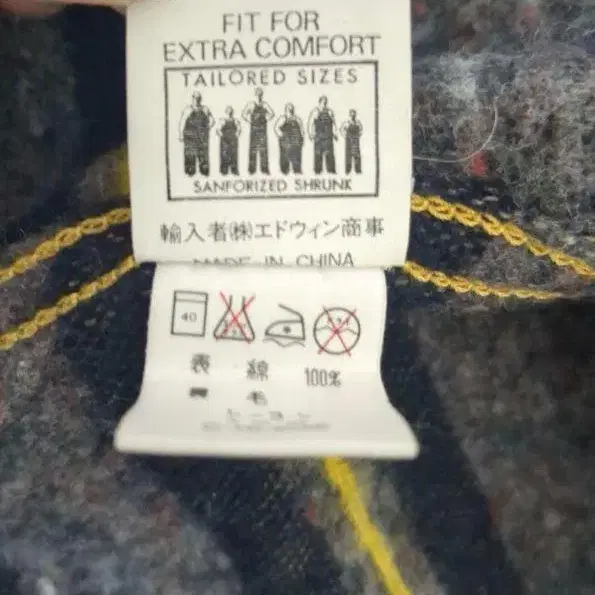 FIT FOR
EXTRA COMFORT
TAILORED SIZES
SANFORIZED SHRUNK
輸入者㈱エドウィン商事
MADE IN CHINA
40
表 綿 100%
毛